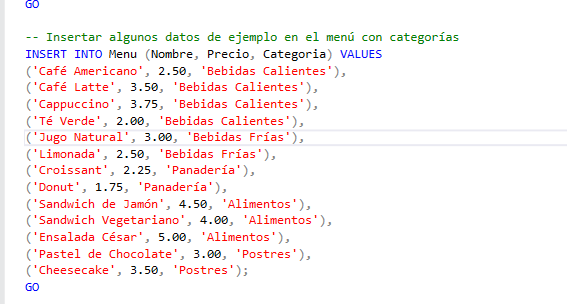 GO
-- Insertar algunos datos de ejemplo en el menú con categorías
INSERT INTO Menu (Nombre, Precio, Categoria) VALUES
('Café Americano', 2.50, 'Bebidas Calientes'),
('Café Latte', 3.50, 'Bebidas Calientes'),
('Cappuccino', 3.75, 'Bebidas Calientes'),
('Té Verde', 2.00, 'Bebidas Calientes'),
('Jugo Natural', 3.00, 'Bebidas Frías'),
('Limonada', 2.50, 'Bebidas Frías'),
('Croissant', 2.25, 'Panadería'),
('Donut', 1.75, 'Panadería'),
('Sandwich de Jamón', 4.50, 'Alimentos'),
('Sandwich Vegetariano', 4.00, 'Alimentos'),
('Ensalada César', 5.00, 'Alimentos'),
('Pastel de Chocolate', 3.00, 'Postres'),
('Cheesecake', 3.50, 'Postres');
GO